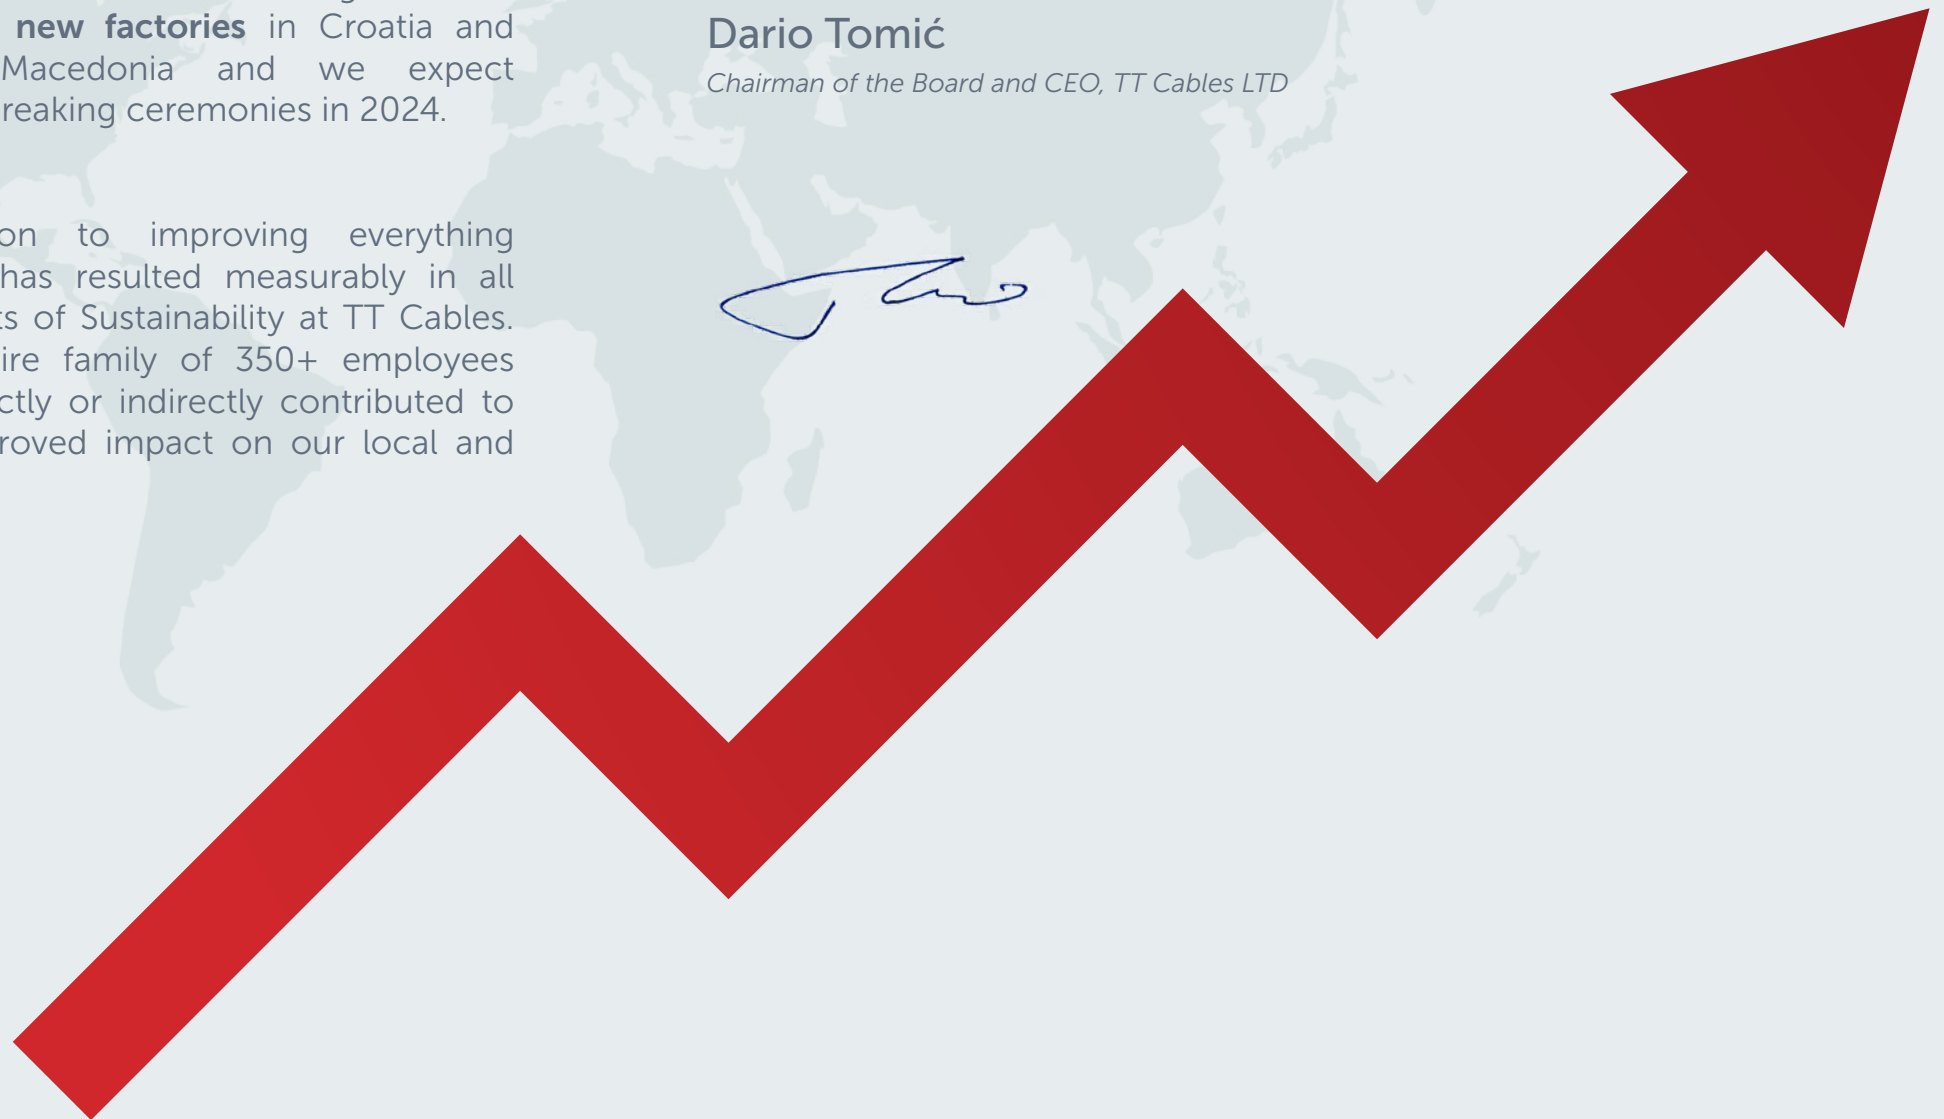 new factories in Croatia and
Macedonia and we expect
reaking ceremonies in 2024.
on to improving everything
has resulted measurably in all
ts of Sustainability at TT Cables.
ire family of 350+ employees
ctly or indirectly contributed to
roved impact on our local and
Dario Tomić
Chairman of the Board and CEO, TT Cables LTD